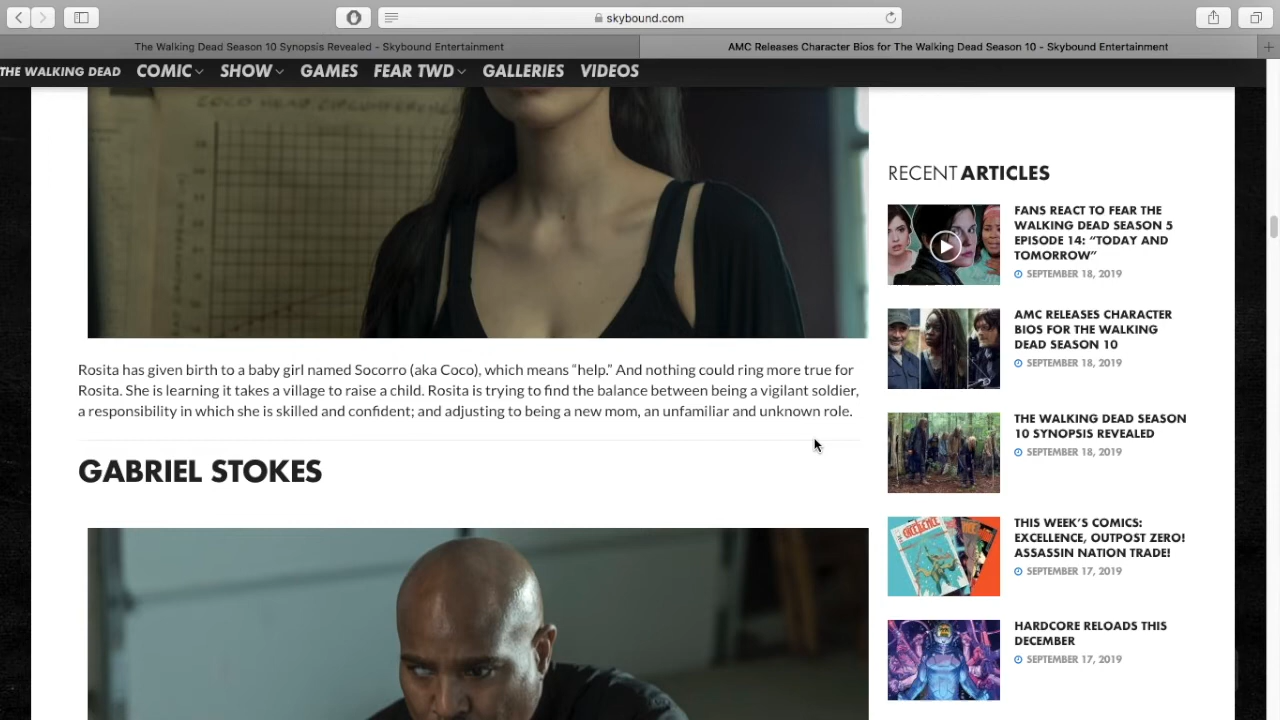 skybound.com
The Walking Dead Season 10 Synopsis Revealed - Skybound Entertainment
AMC Releases Character Bios for The Walking Dead Season 10 - Skybound Entertainment
THE WALKING DEAD COMIC SHOW GAMES FEAR TWD GALLERIES VIDEOS
Rosita has given birth to a baby girl named Socorro (aka Coco), which means “help.” And nothing could ring more true for
Rosita. She is learning it takes a village to raise a child. Rosita is trying to find the balance between being a vigilant soldier,
a responsibility in which she is skilled and confident; and adjusting to being a new mom, an unfamiliar and unknown role.
GABRIEL STOKES
RECENT ARTICLES
FANS REACT TO FEAR THE
WALKING DEAD SEASON 5
EPISODE 14: “TODAY AND
TOMORROW”
SEPTEMBER 18, 2019
AMC RELEASES CHARACTER
BIOS FOR THE WALKING
DEAD SEASON 10
SEPTEMBER 18, 2019
THE WALKING DEAD SEASON
10 SYNOPSIS REVEALED
SEPTEMBER 18, 2019
THIS WEEK’S COMICS:
EXCELLENCE, OUTPOST ZERO!
ASSASSIN NATION TRADE!
SEPTEMBER 17, 2019
HARDCORE RELOADS THIS
DECEMBER
SEPTEMBER 17, 2019